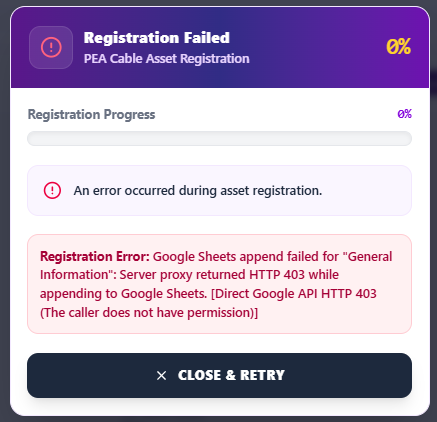 Registration Failed
PEA Cable Asset Registration
0%
Registration Progress
0%
An error occurred during asset registration.
Registration Error: Google Sheets append failed for "General
Information": Server proxy returned HTTP 403 while
appending to Google Sheets. [Direct Google API HTTP 403
(The caller does not have permission)]
CLOSE & RETRY